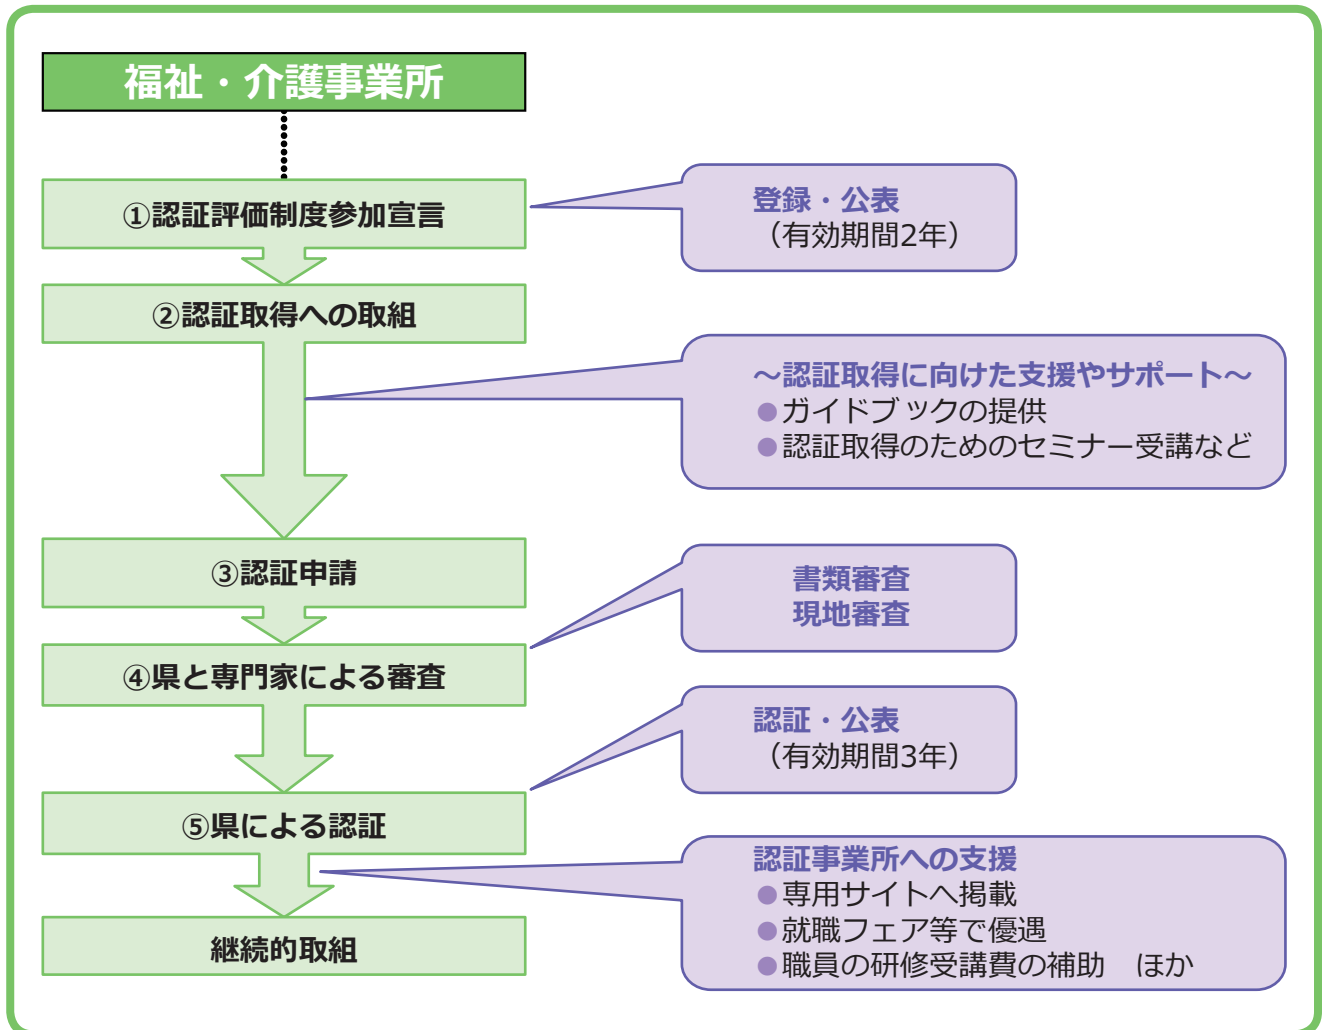 福祉・介護事業所
①認証評価制度参加宣言
登録・公表
（有効期間2年）
②認証取得への取組
～認証取得に向けた支援やサポート～
●ガイドブックの提供
●認証取得のためのセミナー受講など
③認証申請
書類審査
現地審査
④県と専門家による審査
認証・公表
（有効期間3年）
⑤県による認証
認証事業所への支援
●専用サイトへ掲載
●就職フェア等で優遇
●職員の研修受講費の補助　ほか
継続的取組